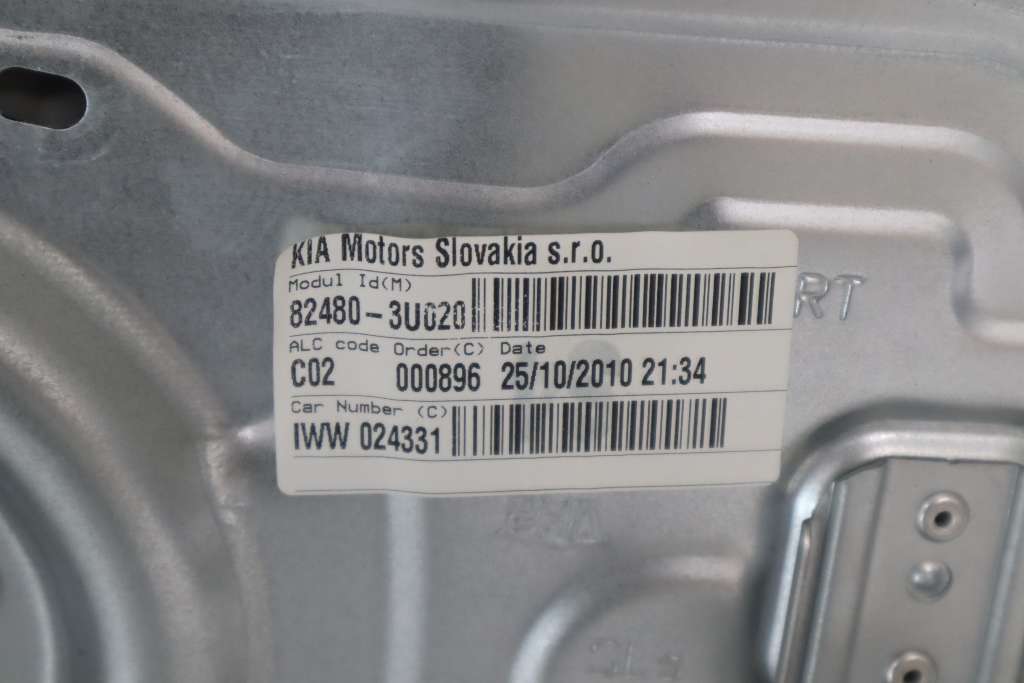 KIA Motors Slovakia s.r.o.
Modul Id(M)
82480-3U020
RT
ALC code Order(C) Date
C02 000896 25/10/2010 21:34
Car Number (C)
IWW 024331